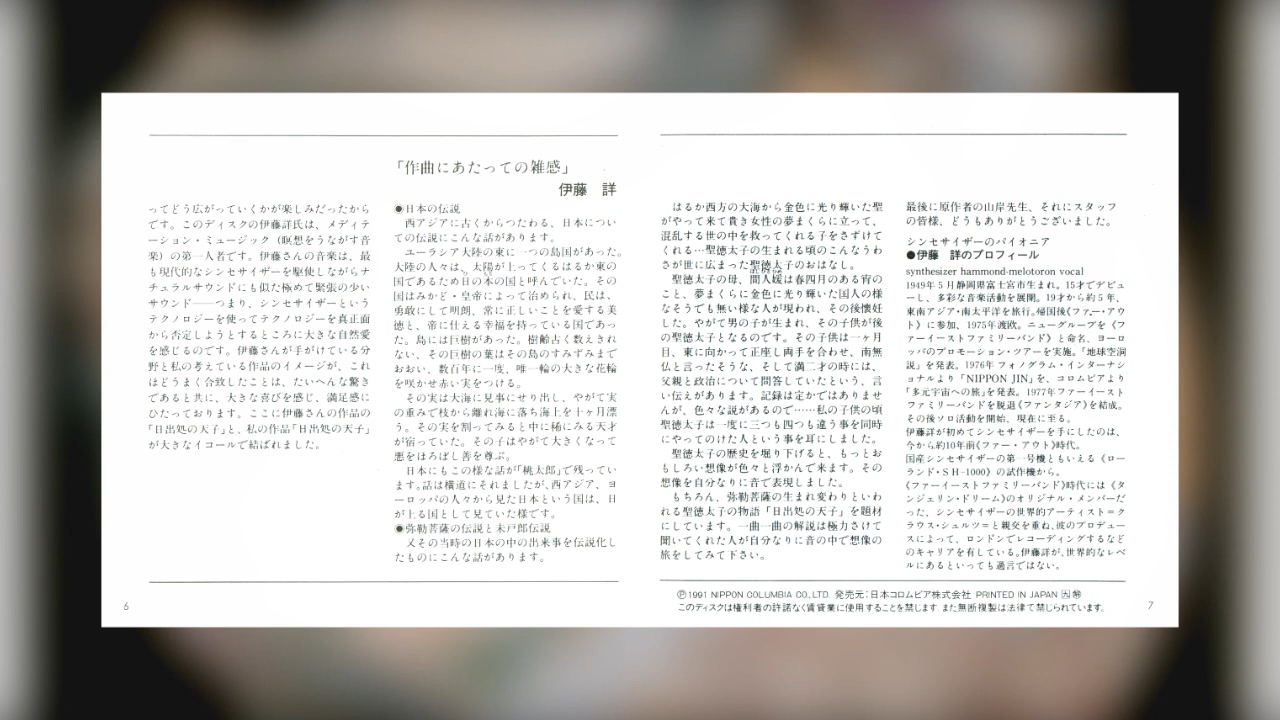 ってどう広がっていくかが楽しみだったから
です。このディスクの伊藤詳氏は、メディテ
ーション・ミュージック（瞑想をうながす音
楽）の第一人者です。伊藤さんの音楽は、最
も現代的なシンセサイザーを駆使しながらナ
チュラルサウンドにも似た極めて緊張の少い
サウンド──つまり、シンセサイザーという
テクノロジーを使ってテクノロジーを真正面
から否定しようとするところに大きな自然愛
を感じるのです。伊藤さんが手がけている分
野と私の考えている作品のイメージが、これ
ほどうまく合致したことは、たいへんな驚き
であると共に、大きな喜びを感じ、満足感に
ひたっております。ここに伊藤さんの作品の
「日出処の天子」と、私の作品「日出処の天子」
が大きなイコールで結ばれました。
「作曲にあたっての雑感」
伊藤 詳
●日本の伝説
西アジアに古くからつたわる、日本につい
ての伝説にこんな話があります。
ユーラシア大陸の東に一つの島国があった。
大陸の人々は、太陽が上ってくるはるか東の
国であるため日の本の国と呼んでいた。その
国はみかど・皇帝によって治められ、民は、
勇敢にして明朗、常に正しいことを愛する美
徳と、帝に仕える幸福を持っている国であっ
た。島には巨樹があった。樹齢古く数えきれ
ない、その巨樹の葉はその島のすみずみまで
おおい、数百年に一度、唯一輪の大きな花輪
を咲かせ赤い実をつける。
その実は大海に見事にせり出し、やがて実
の重みで枝から離れ海に落ち海上を十ヶ月漂
う。その実を割ってみると中に稀にみる天才
が宿っていた。その子はやがて大きくなって
悪をほろぼし善を尊ぶ。
日本にもこの様な話が「桃太郎」で残ってい
ます。話は横道にそれましたが、西アジア、ヨ
ーロッパの人々から見た日本という国は、日
が上る国として見ていた様です。
●弥勒菩薩の伝説と未戸郎伝説
又その当時の日本の中の出来事を伝説化し
たものにこんな話があります。
6
はるか西方の大海から金色に光り輝いた聖
がやって来て貴き女性の夢まくらに立って、
混乱する世の中を救ってくれる子をさずけて
くれる…聖徳太子の生まれる頃のこんなうわ
さが世に広まった聖徳太子のおはなし。
聖徳太子の母、間人媛は春四月のある宵の
こと、夢まくらに金色に光り輝いた国人の様
なそうでも無い様な人が現われ、その後懐妊
した。やがて男の子が生まれ、その子供が後
の聖徳太子となるのです。その子供は一ヶ月
目、東に向かって正座し両手を合わせ、南無
仏と言ったそうな、そして満二才の時には、
父親と政治について問答していたという、言
い伝えがあります。記録は定かではありませ
んが、色々な説があるので……私の子供の頃
聖徳太子は一度に三つも四つも違う事を同時
にやってのけた人という事を耳にしました。
聖徳太子の歴史を堀り下げると、もっとお
もしろい想像が色々と浮かんで来ます。その
想像を自分なりに音で表現しました。
もちろん、弥勒菩薩の生まれ変わりといわ
れる聖徳太子の物語「日出処の天子」を題材
にしています。一曲一曲の解説は極力さけて
聞いてくれた人が自分なりに音の中で想像の
旅をしてみて下さい。
最後に原作者の山岸先生、それにスタッフ
の皆様、どうもありがとうございました。
シンセサイザーのパイオニア
●伊藤 詳のプロフィール
synthesizer hammond-melotoron vocal
1949年5月静岡県富士宮市生まれ。15才でデビュ
ーし、多彩な音楽活動を展開。19才から約5年、
東南アジア・南太平洋を旅行。帰国後《ファー・アウ
ト》に参加、1975年渡欧。ニューグループを《フ
ァーイーストファミリーバンド》と命名、ヨーロ
ッパのプロモーション・ツアーを実施。「地球空洞
説」を発表。1976年フォノグラム・インターナシ
ョナルより「NIPPON JIN」を、コロムビアより
「多元宇宙への旅」を発表。1977年ファーイースト
ファミリーバンドを脱退《ファンタジア》を結成。
その後ソロ活動を開始、現在に至る。
伊藤詳が初めてシンセサイザーを手にしたのは、
今から約10年前《ファー・アウト》時代。
国産シンセサイザーの第一号機ともいえる《ロー
ランド・SH-1000》の試作機から。
《ファーイーストファミリーバンド》時代には《タ
ンジェリン・ドリーム》のオリジナル・メンバーだ
った、シンセサイザーの世界的アーティスト＝ク
ラウス・シュルツ＝と親交を重ね、彼のプロデュー
スによって、ロンドンでレコーディングするなど
のキャリアを有している。伊藤詳が、世界的なレベ
ルにあるといっても過言ではない。
Ⓟ1991 NIPPON COLUMBIA CO., LTD. 発売元：日本コロムビア株式会社 PRINTED IN JAPAN
このディスクは権利者の許諾なく賃貸業に使用することを禁じます また無断複製は法律で禁じられています。
7